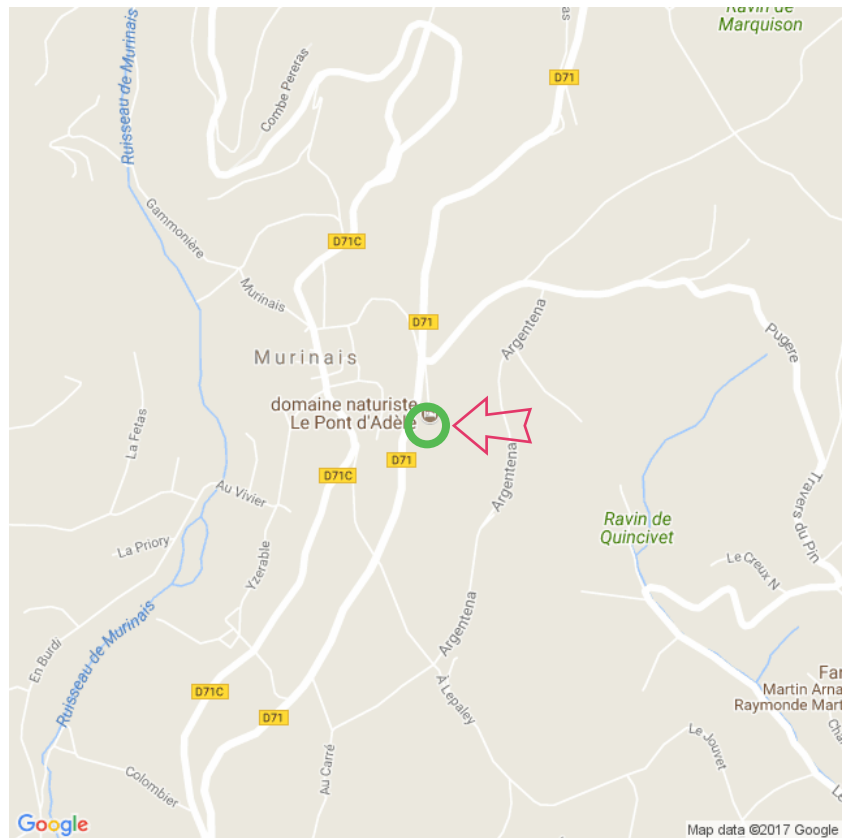 Ravin de
Marquison
Ruisseau de Murinais
Combe Pereras
D71
Gammonière
D71C
Murinais
D71
Argentena
Pugere
Murinais
domaine naturiste
Le Pont d'Adèle
La Fetas
D71
D71C
Argentena
Au Vivier
Travers du Pin
Ravin de
Quincivet
La Priory
Yzerable
Le Creux N
Ruisseau de Murinais
Argentena
En Burdi
À Lepaley
Far
Martin Arna
Raymonde Mart
D71C
D71
Le Jouvet
Cha
Au Carré
Colombier
Le
Google
Map data ©2017 Google